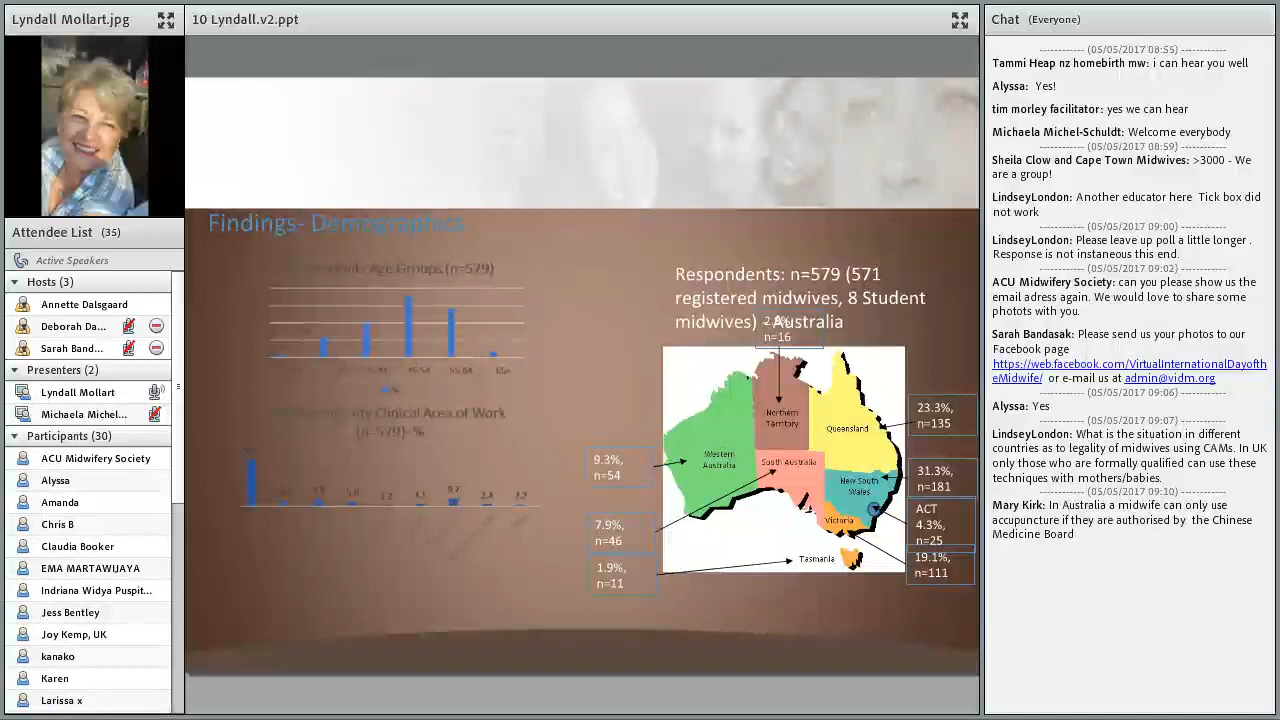 Lyndall Mollart.jpg
10 Lyndall.v2.ppt
Chat (Everyone)
Attendee List (35)
Active Speakers
Hosts (3)
Annette Dalsgaard
Deborah Da...
Sarah Band...
Presenters (2)
Lyndall Mollart
Michaela Michel...
Participants (30)
ACU Midwifery Society
Alyssa
Amanda
Chris B
Claudia Booker
EMA MARTAWIJAYA
Indriana Widya Puspit...
Jess Bentley
Joy Kemp, UK
kanako
Karen
Larissa x
Findings- Demographics
Age Groups (n=579)
Clinical Area of Work
(n=579)-%
Respondents: n=579 (571
registered midwives, 8 Student
midwives) - Australia
n=16
Northern
Territory
Queensland
Western
Australia
South Australia
New South
Wales
Victoria
Tasmania
23.3%,
n=135
9.3%,
n=54
31.3%,
n=181
ACT
4.3%,
n=25
7.9%,
n=46
19.1%,
n=111
1.9%,
n=11
------------ (05/05/2017 08:55) ------------
Tammi Heap nz homebirth mw: i can hear you well
Alyssa: Yes!
tim morley facilitator: yes we can hear
Michaela Michel-Schuldt: Welcome everybody
------------ (05/05/2017 08:59) ------------
Sheila Clow and Cape Town Midwives: >3000 - We
are a group!
LindseyLondon: Another educator here Tick box did
not work
------------ (05/05/2017 09:00) ------------
LindseyLondon: Please leave up poll a little longer .
Response is not instaneous this end.
------------ (05/05/2017 09:02) ------------
ACU Midwifery Society: can you please show us the
email adress again. We would love to share some
photots with you.
Sarah Bandasak: Please send us your photos to our
Facebook page
https://web.facebook.com/VirtualInternationalDayofth
eMidwife/ or e-mail us at admin@vidm.org
------------ (05/05/2017 09:06) ------------
Alyssa: Yes
------------ (05/05/2017 09:07) ------------
LindseyLondon: What is the situation in different
countries as to legality of midwives using CAMs. In UK
only those who are formally qualified can use these
techniques with mothers/babies.
------------ (05/05/2017 09:10) ------------
Mary Kirk: In Australia a midwife can only use
accupuncture if they are authorised by the Chinese
Medicine Board